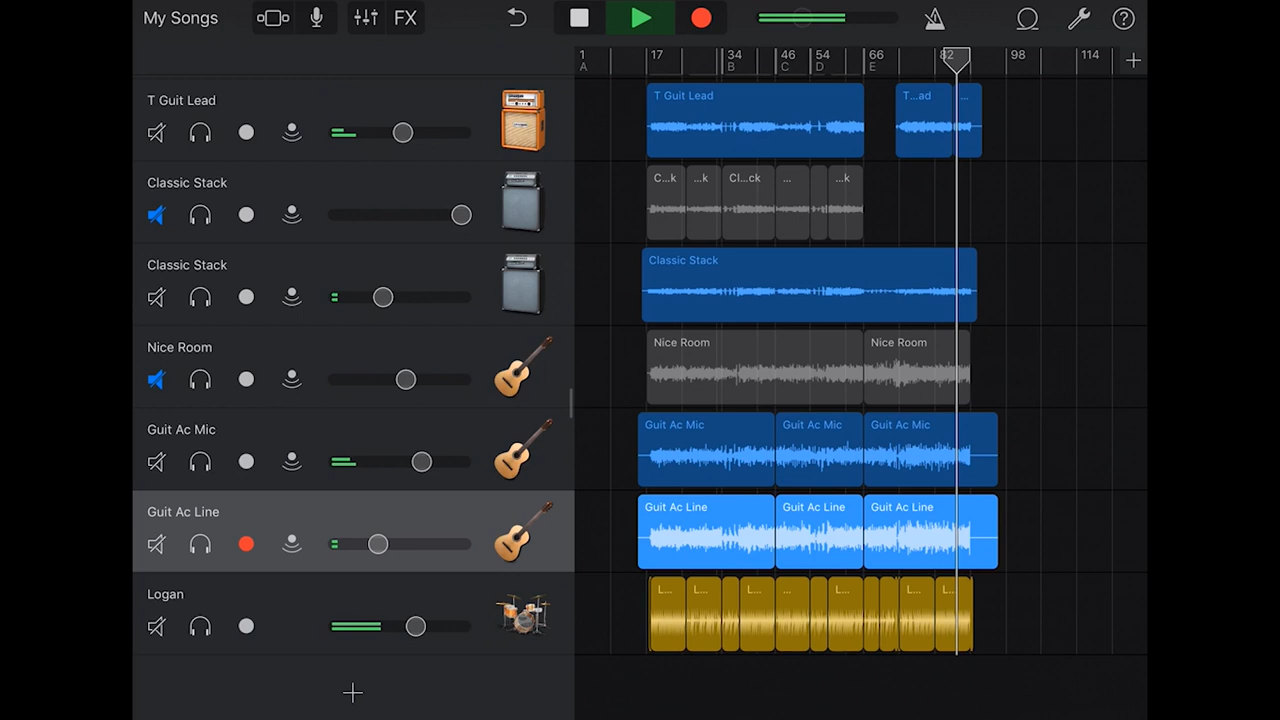 My Songs
FX
1 17 34 46 54 66 82 98 114
A B C D E
T Guit Lead
T Guit Lead T...ad ...
Classic Stack
C...k ...k Cl...ck ... ...k
Classic Stack
Classic Stack
Nice Room
Nice Room Nice Room
Guit Ac Mic
Guit Ac Mic Guit Ac Mic Guit Ac Mic
Guit Ac Line
Guit Ac Line Guit Ac Line Guit Ac Line
Logan
L... L... L... ... L... L... L...